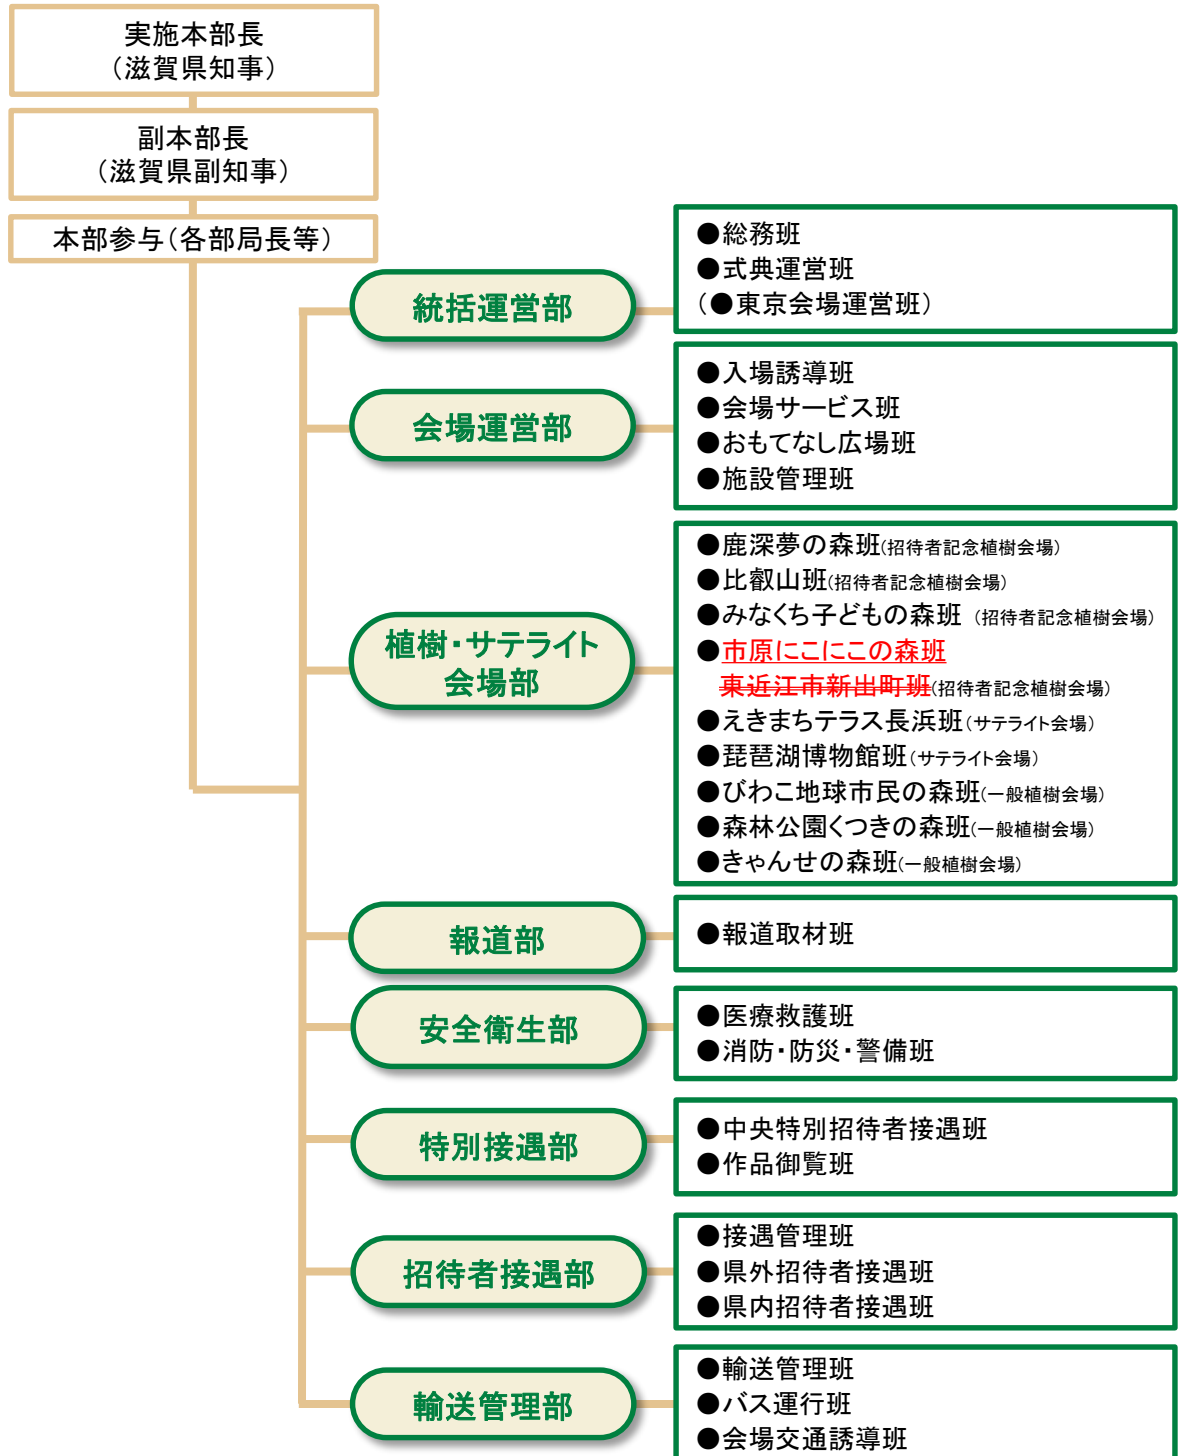 実施本部長
（滋賀県知事）
副本部長
（滋賀県副知事）
本部参与（各部局長等）
統括運営部
●総務班
●式典運営班
（●東京会場運営班）
会場運営部
●入場誘導班
●会場サービス班
●おもてなし広場班
●施設管理班
植樹・サテライト
会場部
●鹿深夢の森班(招待者記念植樹会場)
●比叡山班(招待者記念植樹会場)
●みなくち子どもの森班 (招待者記念植樹会場)
●市原にこにこの森班
東近江市新出町班(招待者記念植樹会場)
●えきまちテラス長浜班(サテライト会場)
●琵琶湖博物館班(サテライト会場)
●びわこ地球市民の森班(一般植樹会場)
●森林公園くつきの森班(一般植樹会場)
●きゃんせの森班(一般植樹会場)
報道部
●報道取材班
安全衛生部
●医療救護班
●消防・防災・警備班
特別接遇部
●中央特別招待者接遇班
●作品御覧班
招待者接遇部
●接遇管理班
●県外招待者接遇班
●県内招待者接遇班
輸送管理部
●輸送管理班
●バス運行班
●会場交通誘導班